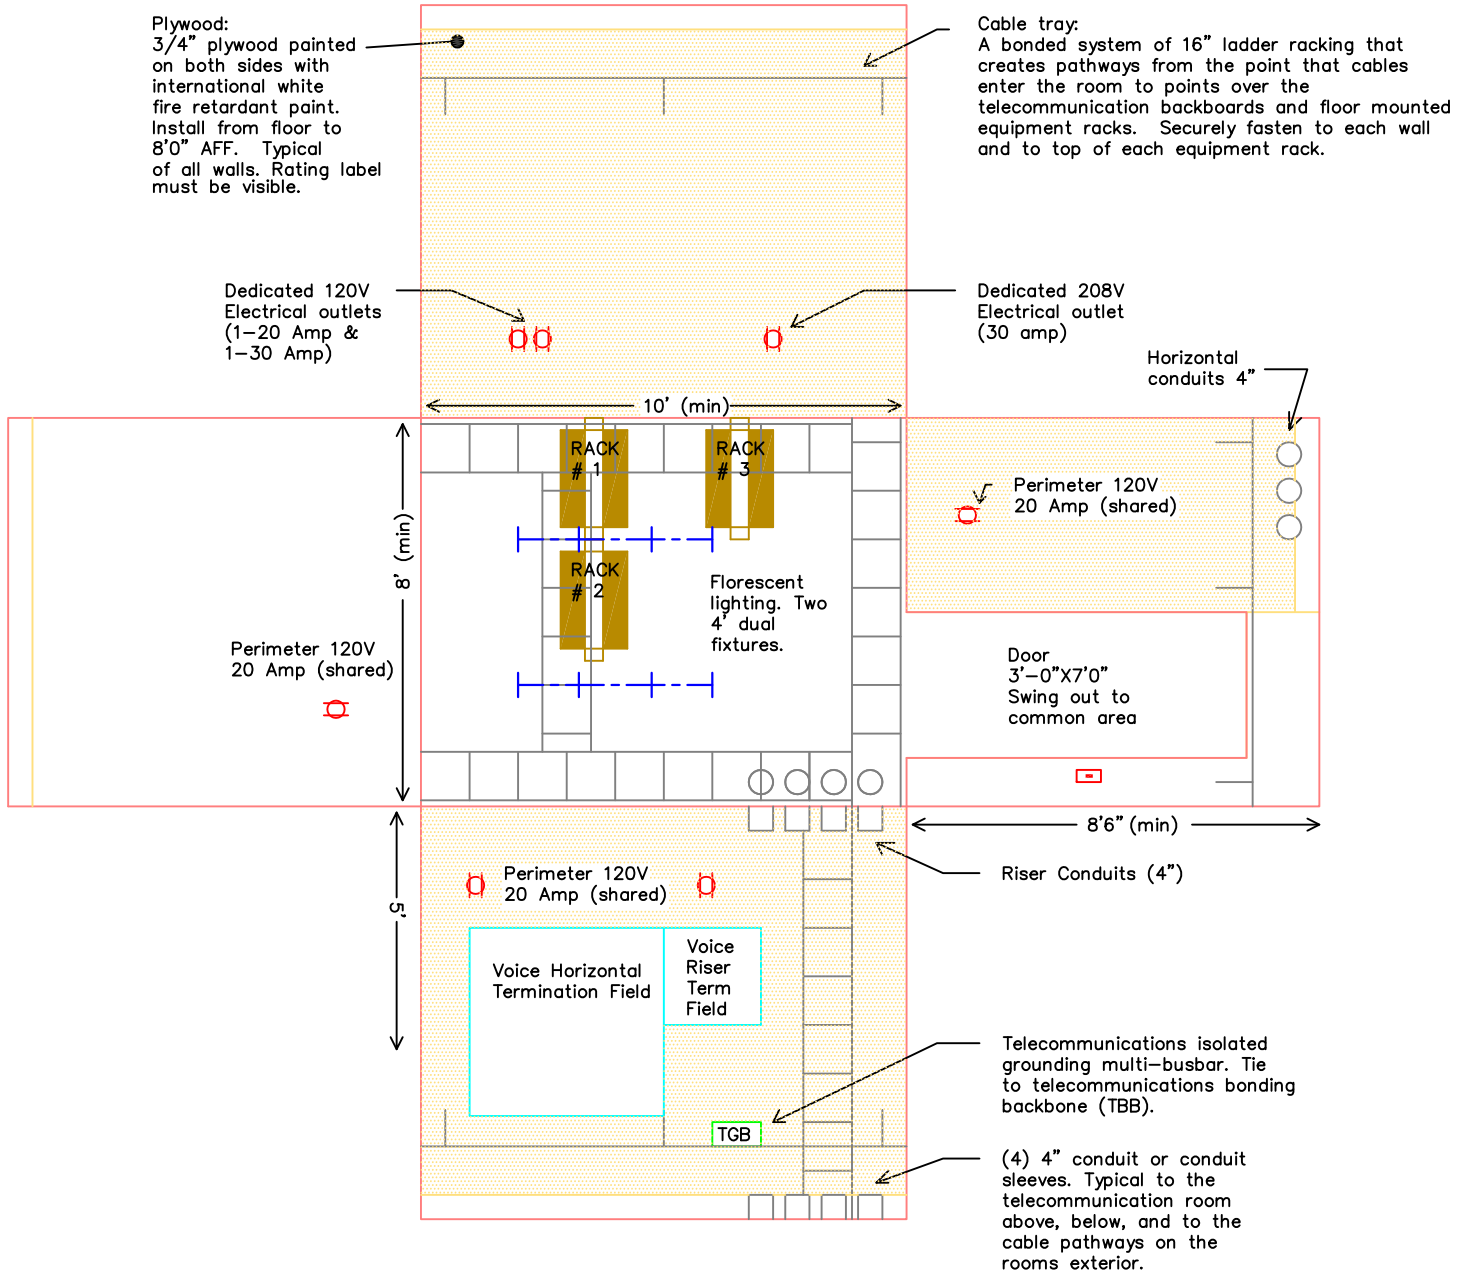 Plywood:
3/4" plywood painted
on both sides with
international white
fire retardant paint.
Install from floor to
8'0" AFF.  Typical
of all walls. Rating label
must be visible.
Cable tray:
A bonded system of 16" ladder racking that
creates pathways from the point that cables
enter the room to points over the
telecommunication backboards and floor mounted
equipment racks.  Securely fasten to each wall
and to top of each equipment rack.
Dedicated 120V
Electrical outlets
(1-20 Amp &
1-30 Amp)
Dedicated 208V
Electrical outlet
(30 amp)
Horizontal
conduits 4"
10' (min)
RACK
# 1
RACK
# 3
8' (min)
Perimeter 120V
20 Amp (shared)
RACK
# 2
Florescent
lighting. Two
4' dual
fixtures.
Perimeter 120V
20 Amp (shared)
Door
3'-0"X7'0"
Swing out to
common area
8'6" (min)
Riser Conduits (4")
Perimeter 120V
20 Amp (shared)
5'
Voice Horizontal
Termination Field
Voice
Riser
Term
Field
TGB
Telecommunications isolated
grounding multi-busbar. Tie
to telecommunications bonding
backbone (TBB).
(4) 4" conduit or conduit
sleeves. Typical to the
telecommunication room
above, below, and to the
cable pathways on the
rooms exterior.